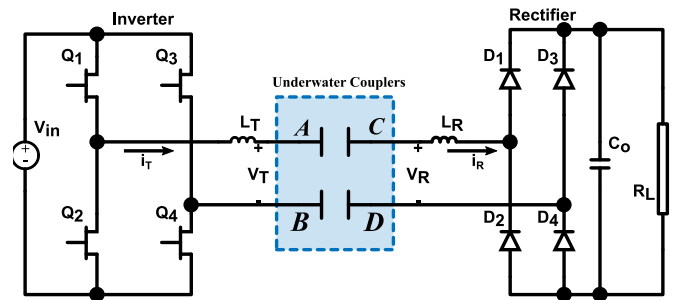 Inverter
Rectifier
Q1
Q3
D1
D3
Underwater Couplers
LT
A
C
LR
Vin
+
-
iT
+
VT
-
+
VR
-
iR
Co
RL
Q2
Q4
B
D
D2
D4